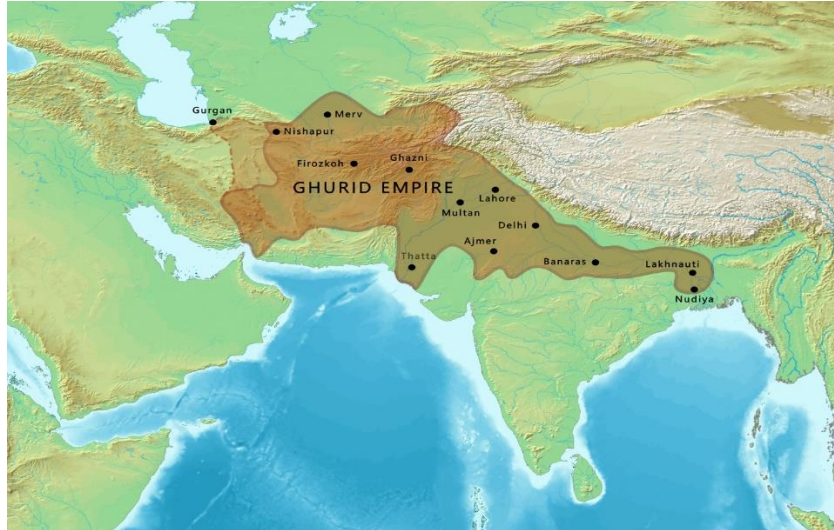 Gurgan
Merv
Nishapur
Firozkoh
Ghazni
GHURID EMPIRE
Lahore
Multan
Delhi
Ajmer
Thatta
Banaras
Lakhnauti
Nudiya